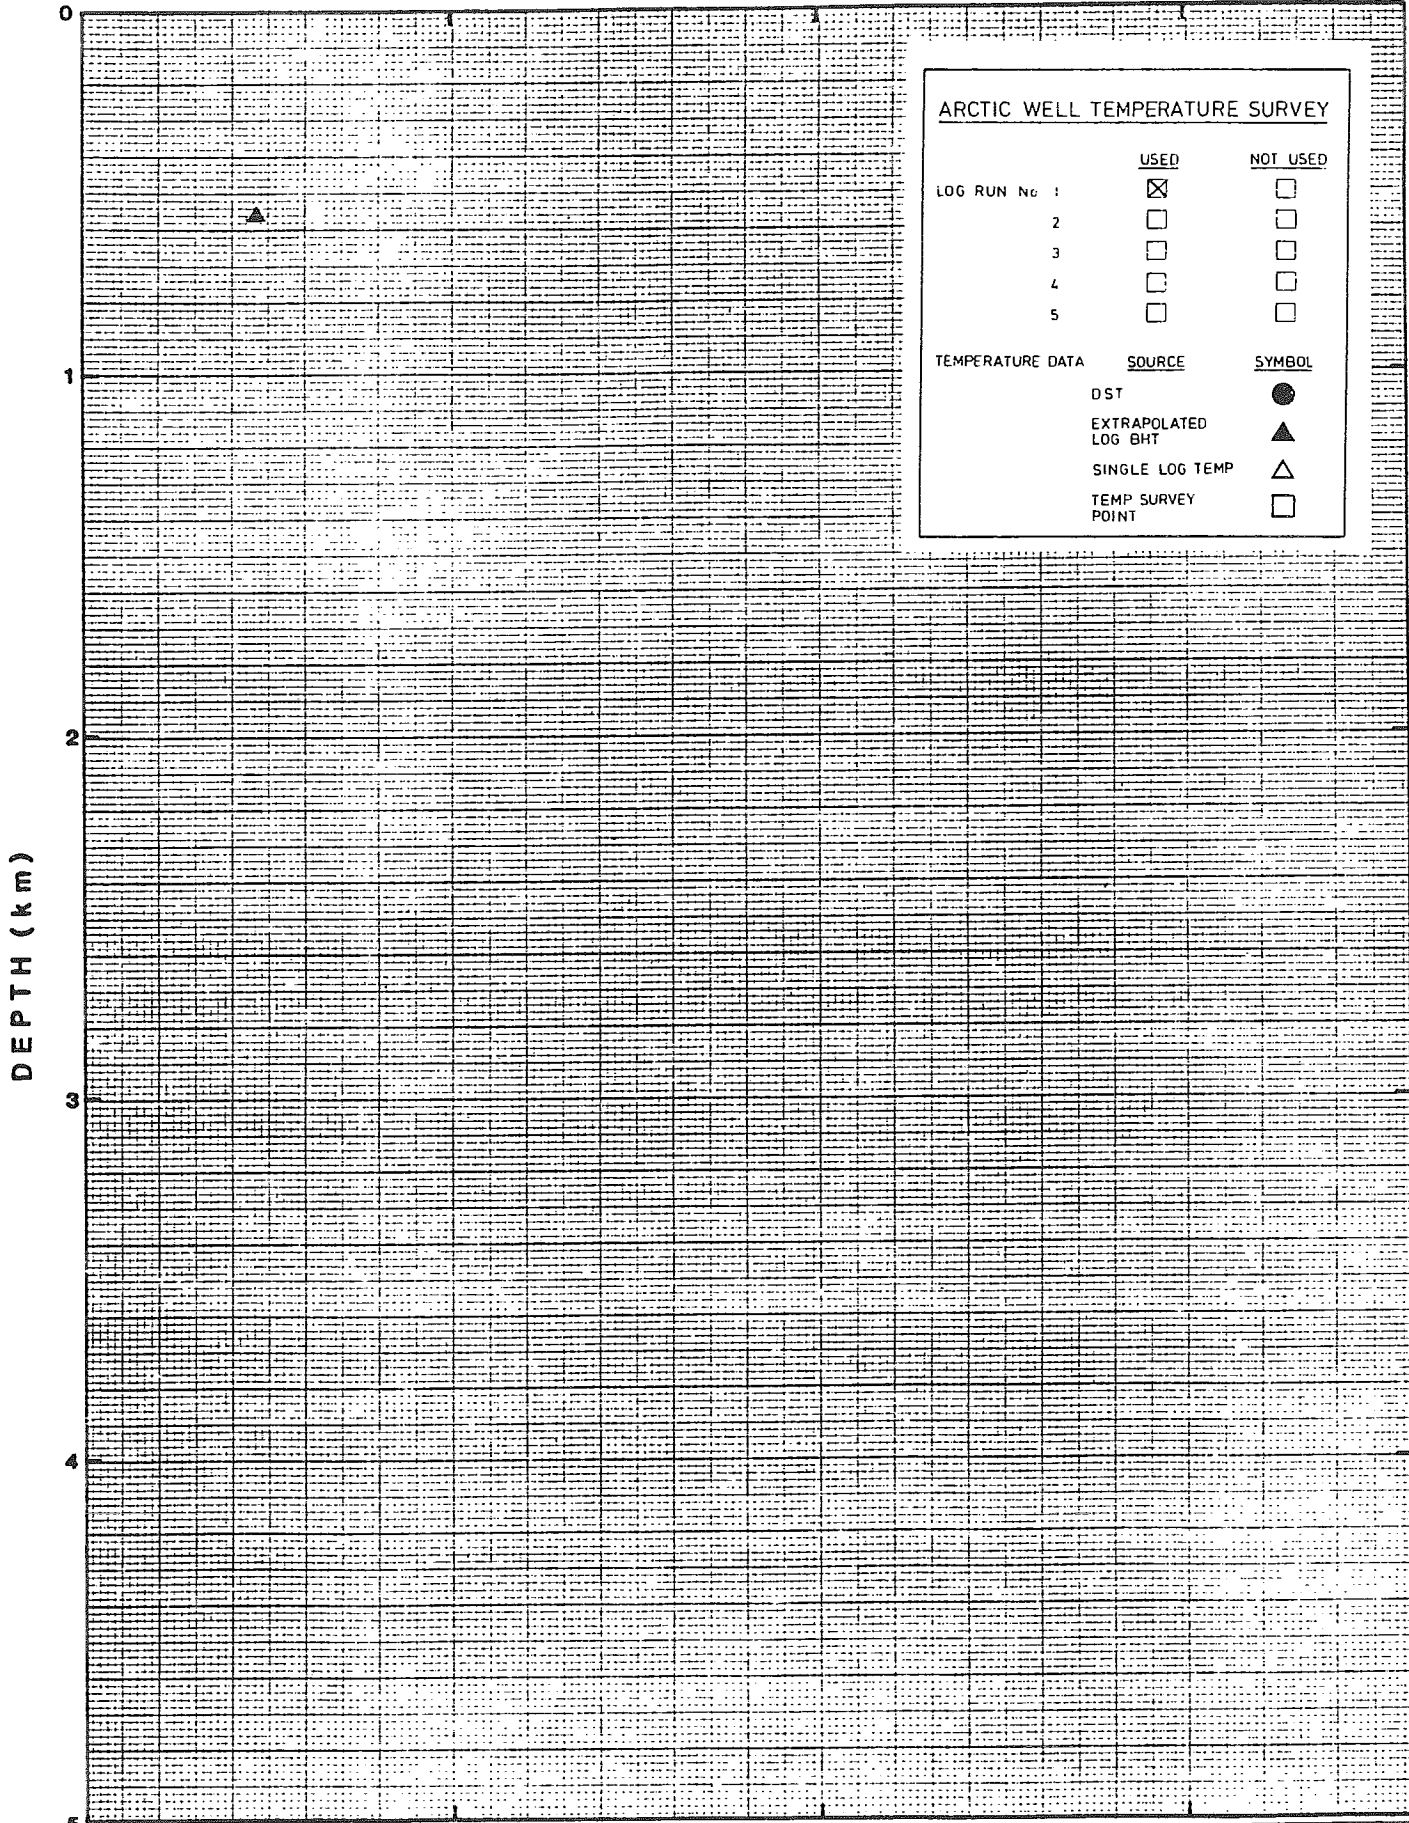 0
ARCTIC WELL TEMPERATURE SURVEY
USED NOT USED
LOG RUN No 1
2
3
4
5
TEMPERATURE DATA SOURCE SYMBOL
DST
EXTRAPOLATED
LOG BHT
SINGLE LOG TEMP
TEMP SURVEY
POINT
1
2
DEPTH (km)
3
4
5